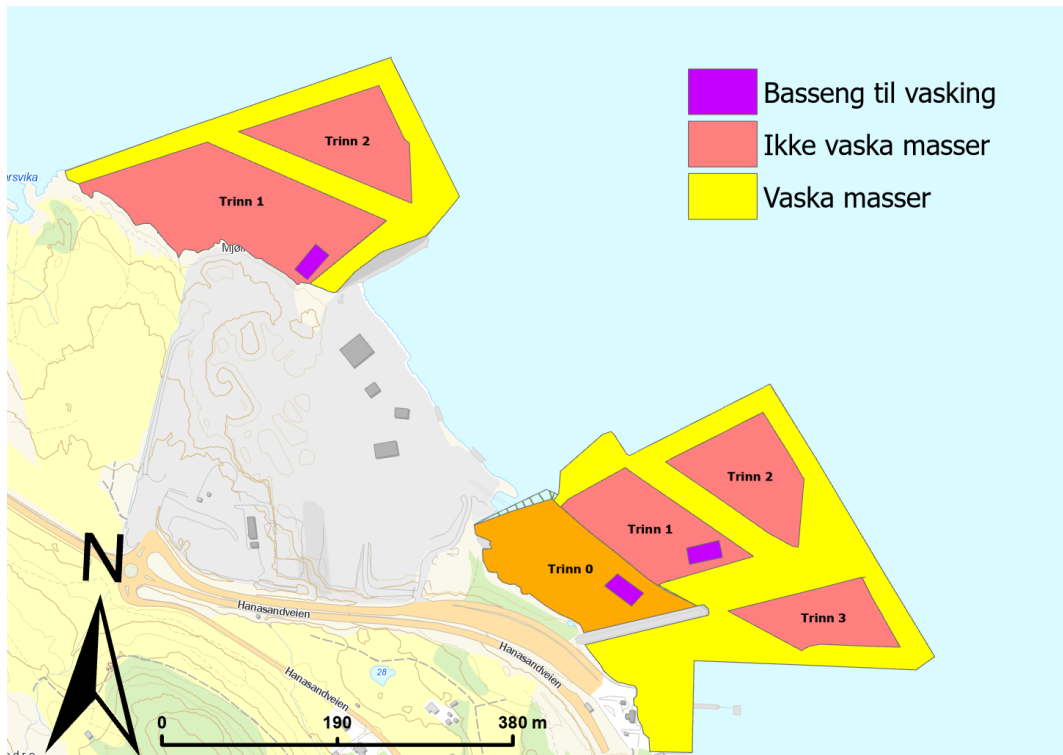 Basseng til vasking
Ikke vaska masser
Vaska masser
Trinn 2
Trinn 1
Trinn 2
Trinn 1
Trinn 0
Trinn 3
N
Hanasandveien
Hanasandveien
28
0 190 380 m